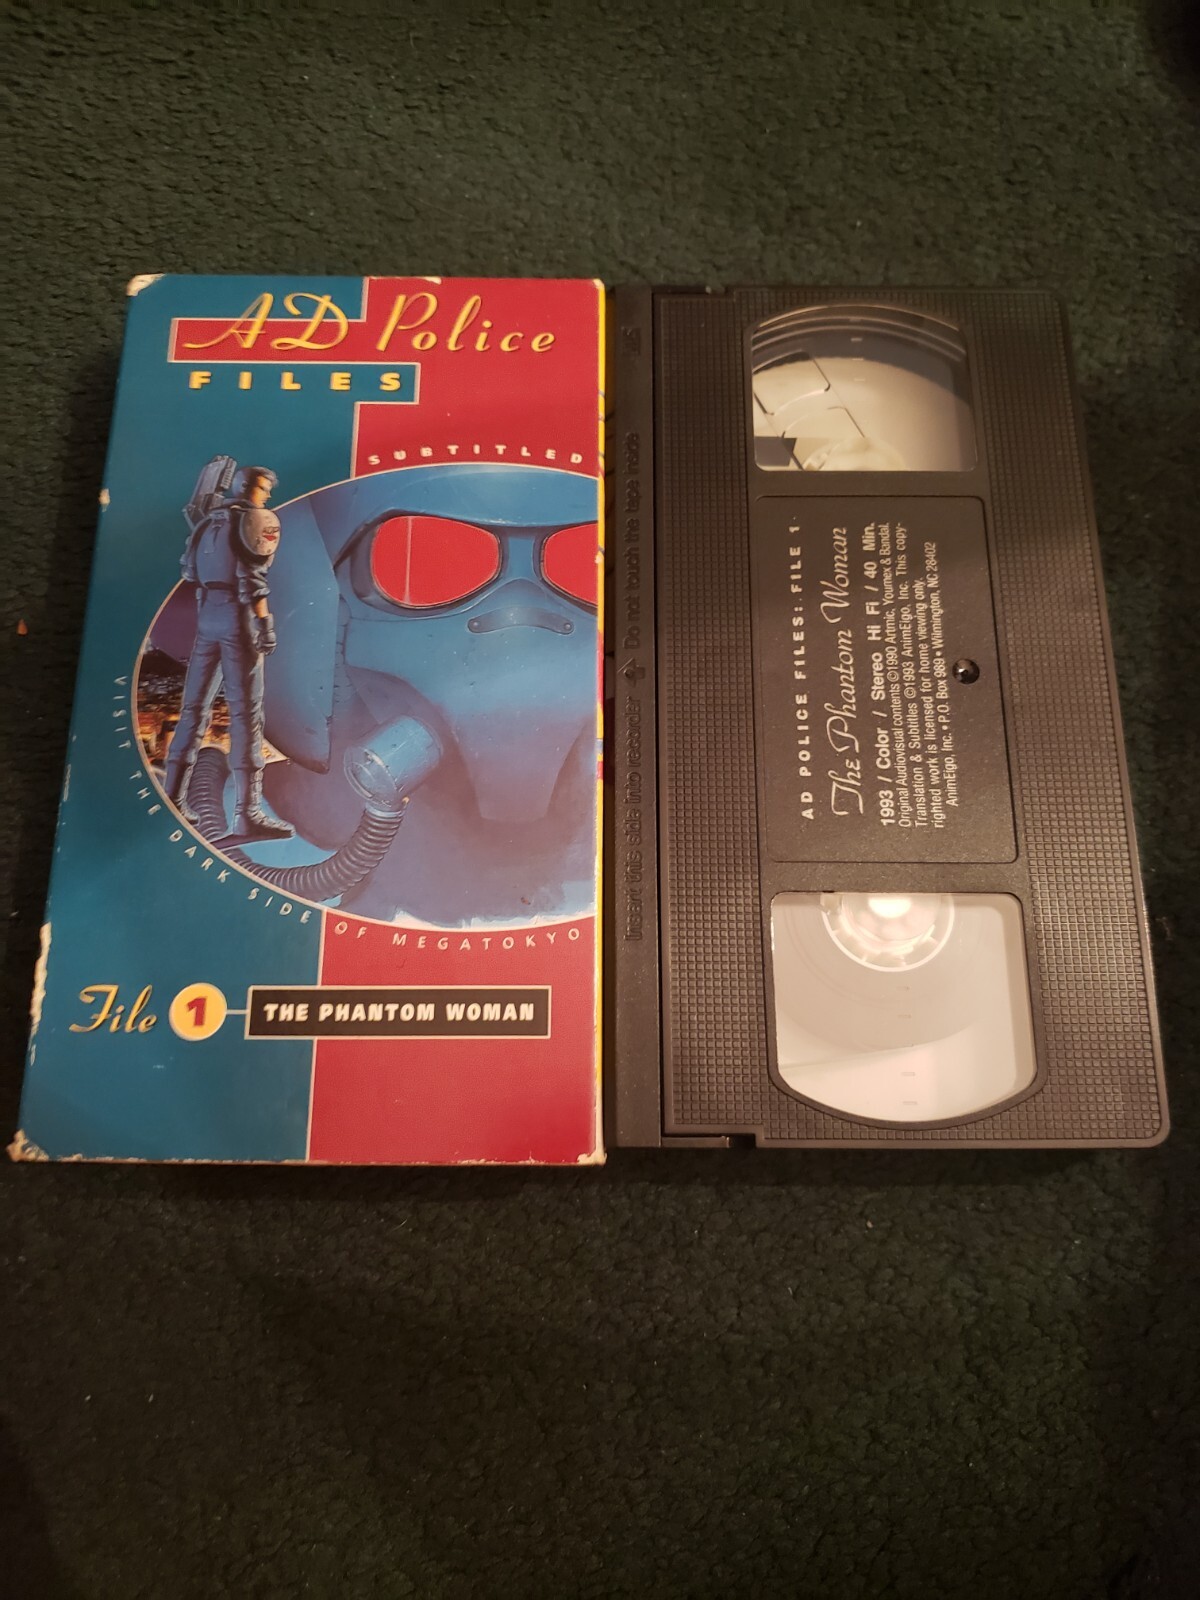 AD Police
FILES
SUBTITLED
VISIT THE DARK SIDE OF MEGATOKYO
File 1 THE PHANTOM WOMAN
Insert this side into recorder Do not touch the tape inside
AD POLICE FILES: FILE 1
The Phantom Woman
1993 / Color / Stereo Hi Fi / 40 Min.
Original Audiovisual contents ©1990 Artmic, Youmex & Bandai.
Translation & Subtitles ©1993 AnimEigo, Inc. This copy-
righted work is licensed for home viewing only.
AnimEigo, Inc. • P.O. Box 989 • Wilmington, NC 28402